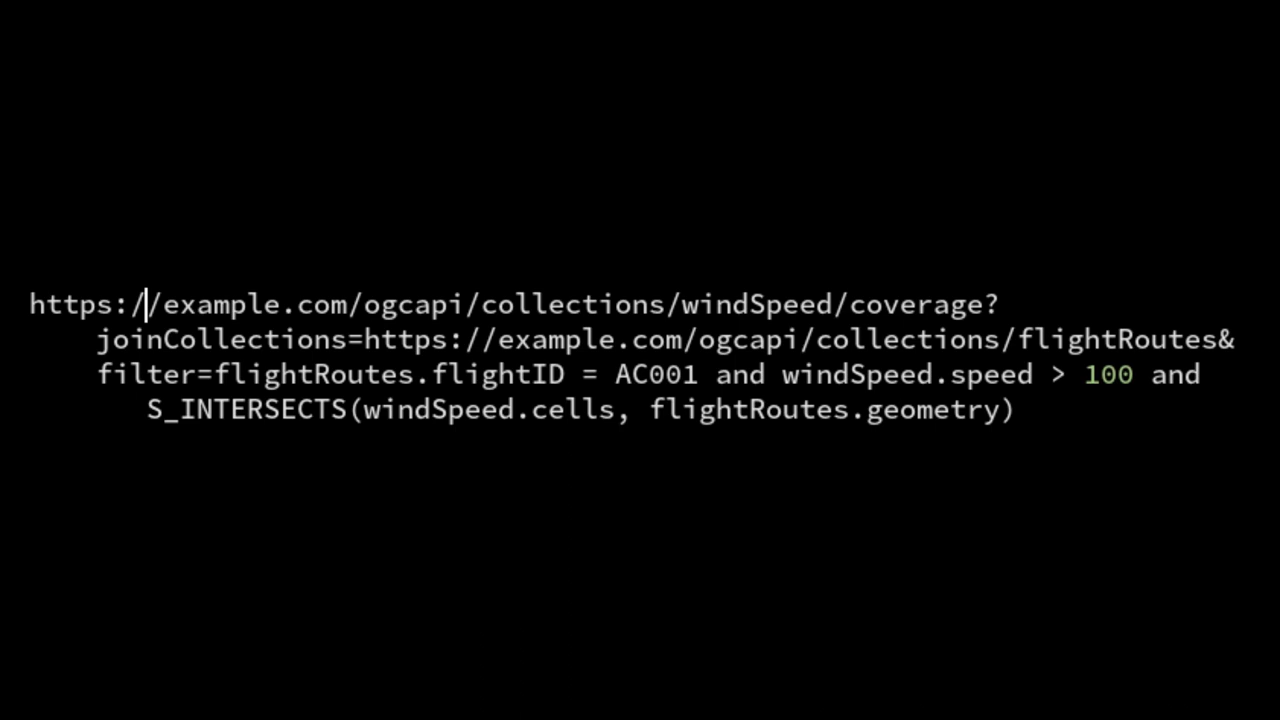 https://example.com/ogcapi/collections/windSpeed/coverage?
joinCollections=https://example.com/ogcapi/collections/flightRoutes&
filter=flightRoutes.flightID = AC001 and windSpeed.speed > 100 and
S_INTERSECTS(windSpeed.cells, flightRoutes.geometry)